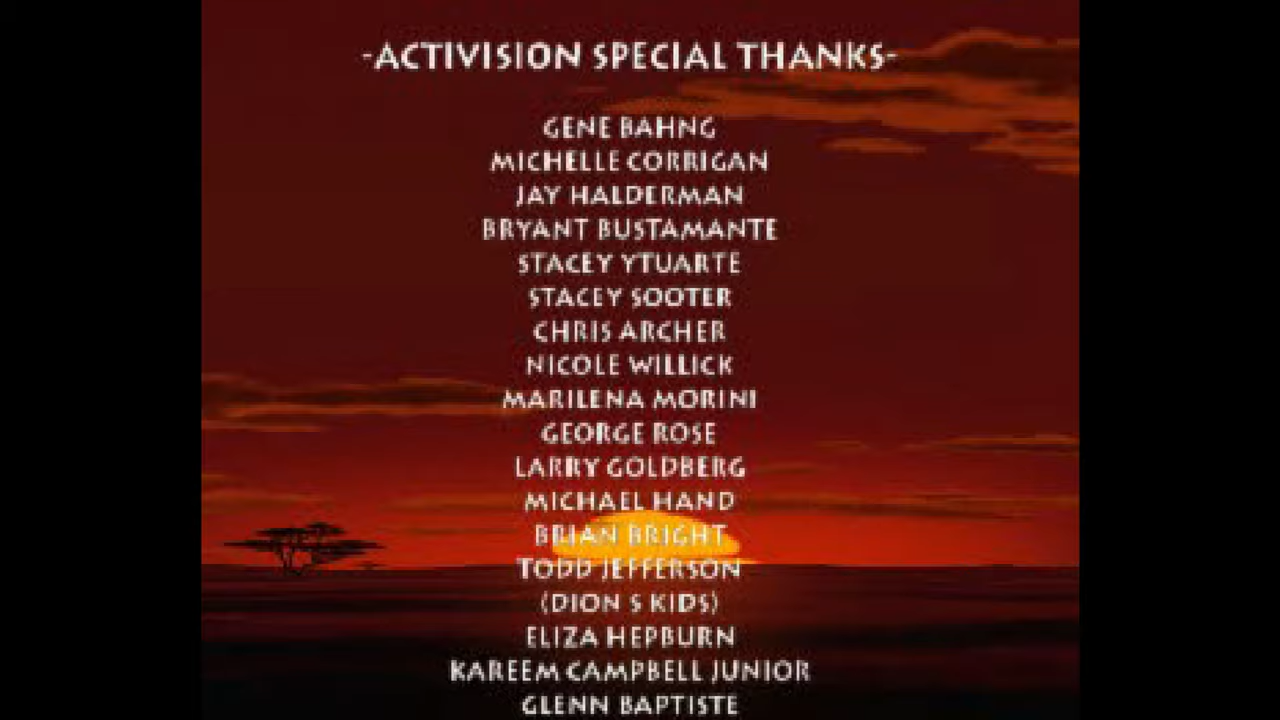 -ACTIVISION SPECIAL THANKS-
GENE BAHNG
MICHELLE CORRIGAN
JAY HALDERMAN
BRYANT BUSTAMANTE
STACEY YTUARTE
STACEY SOOTER
CHRIS ARCHER
NICOLE WILLICK
MARILENA MORINI
GEORGE ROSE
LARRY GOLDBERG
MICHAEL HAND
BRIAN BRIGHT
TODD JEFFERSON
(DION S KIDS)
ELIZA HEPBURN
KAREEM CAMPBELL JUNIOR
GLENN BAPTISTE